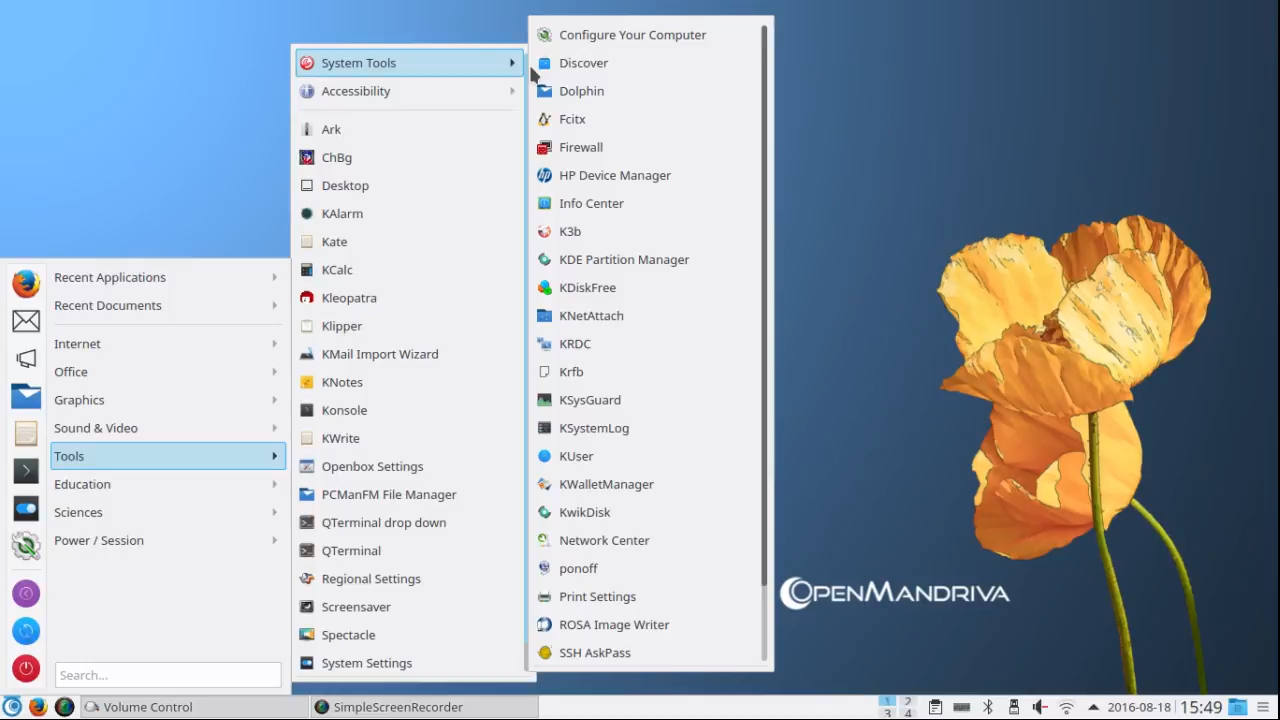 Recent Applications
Recent Documents
Internet
Office
Graphics
Sound & Video
Tools
Education
Sciences
Power / Session
Search...
System Tools
Accessibility
Ark
ChBg
Desktop
KAlarm
Kate
KCalc
Kleopatra
Klipper
KMail Import Wizard
KNotes
Konsole
KWrite
Openbox Settings
PCManFM File Manager
QTerminal drop down
QTerminal
Regional Settings
Screensaver
Spectacle
System Settings
Configure Your Computer
Discover
Dolphin
Fcitx
Firewall
HP Device Manager
Info Center
K3b
KDE Partition Manager
KDiskFree
KNetAttach
KRDC
Krfb
KSysGuard
KSystemLog
KUser
KWalletManager
KwikDisk
Network Center
ponoff
Print Settings
ROSA Image Writer
SSH AskPass
OPENMANDRIVA
Volume Control
SimpleScreenRecorder
1 2
3 4
2016-08-18 15:49